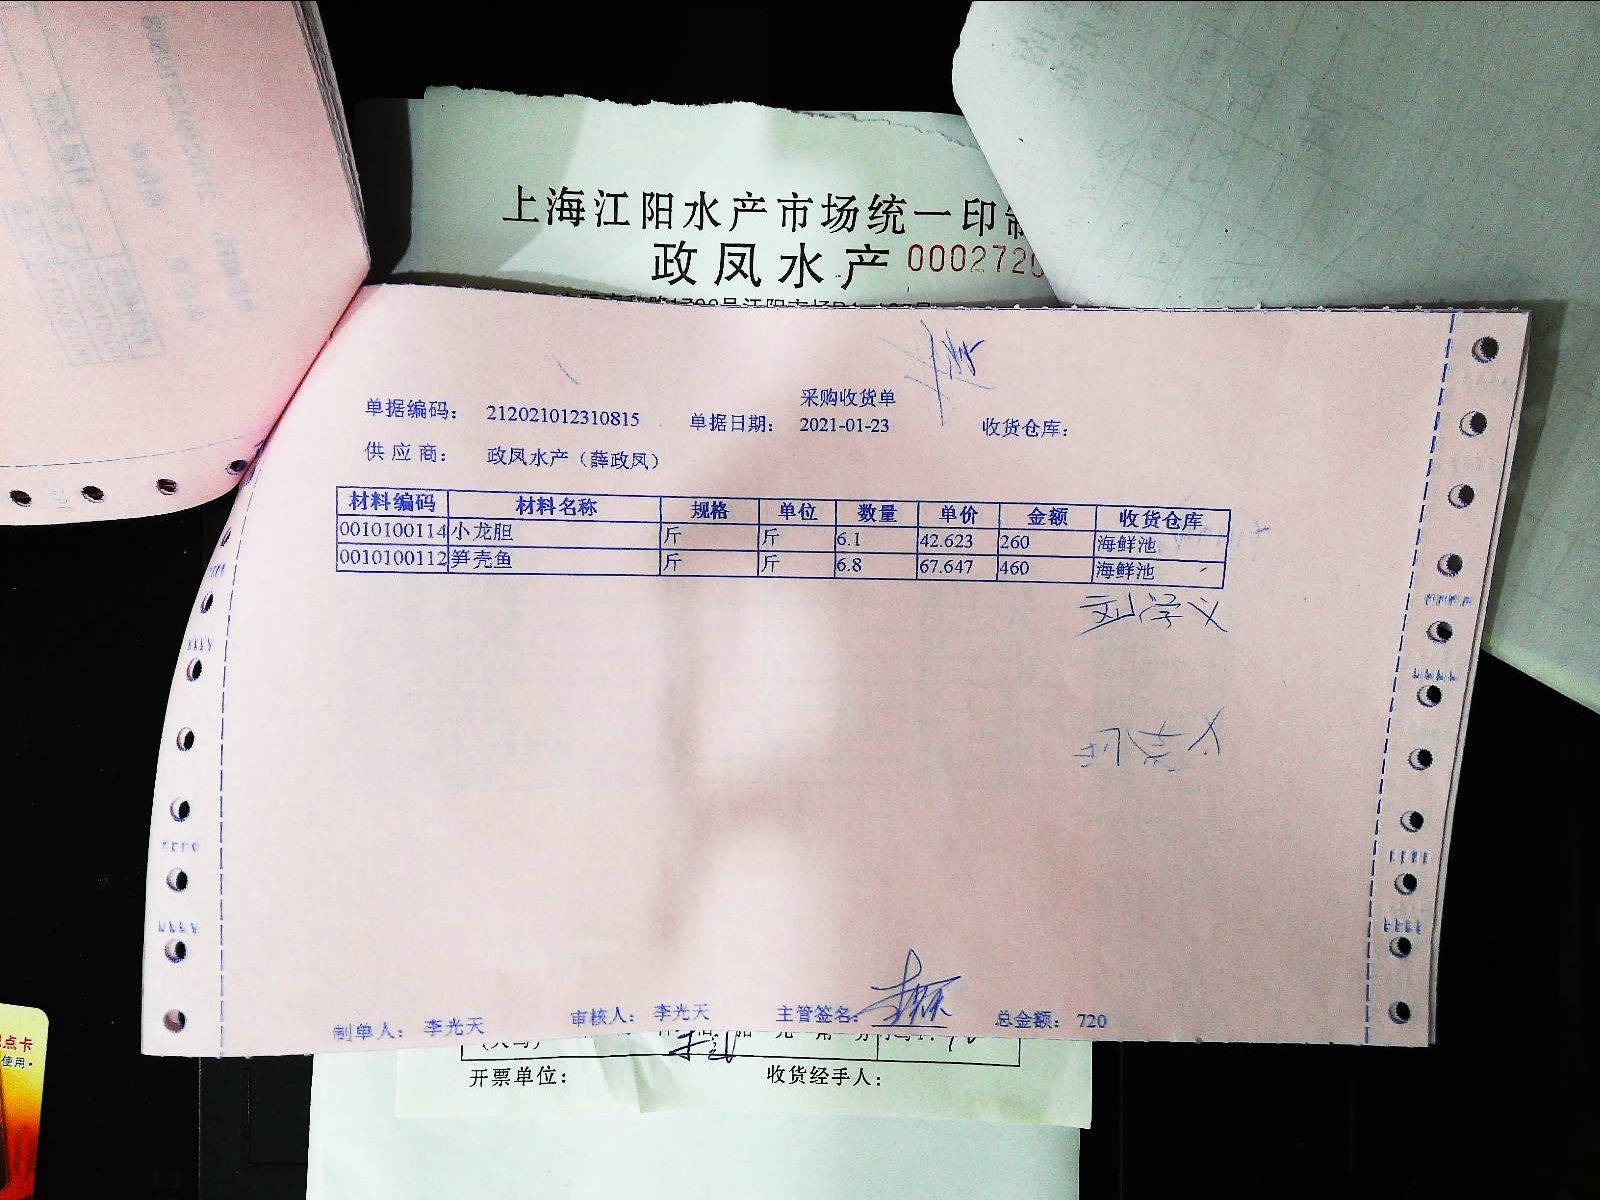 上海江阳水产市场统一印制
政凤水产 000272
采购收货单
单据编码： 212021012310815 单据日期： 2021-01-23 收货仓库：
供应商： 政凤水产（薛政凤）
材料编码 材料名称 规格 单位 数量 单价 金额 收货仓库
0010100114 小龙胆 斤 斤 6.1 42.623 260 海鲜池
0010100112 笋壳鱼 斤 斤 6.8 67.647 460 海鲜池
刘学义
制单人： 李光天 审核人： 李光天 主管签名： 总金额： 720
开票单位： 收货经手人：
点卡
使用